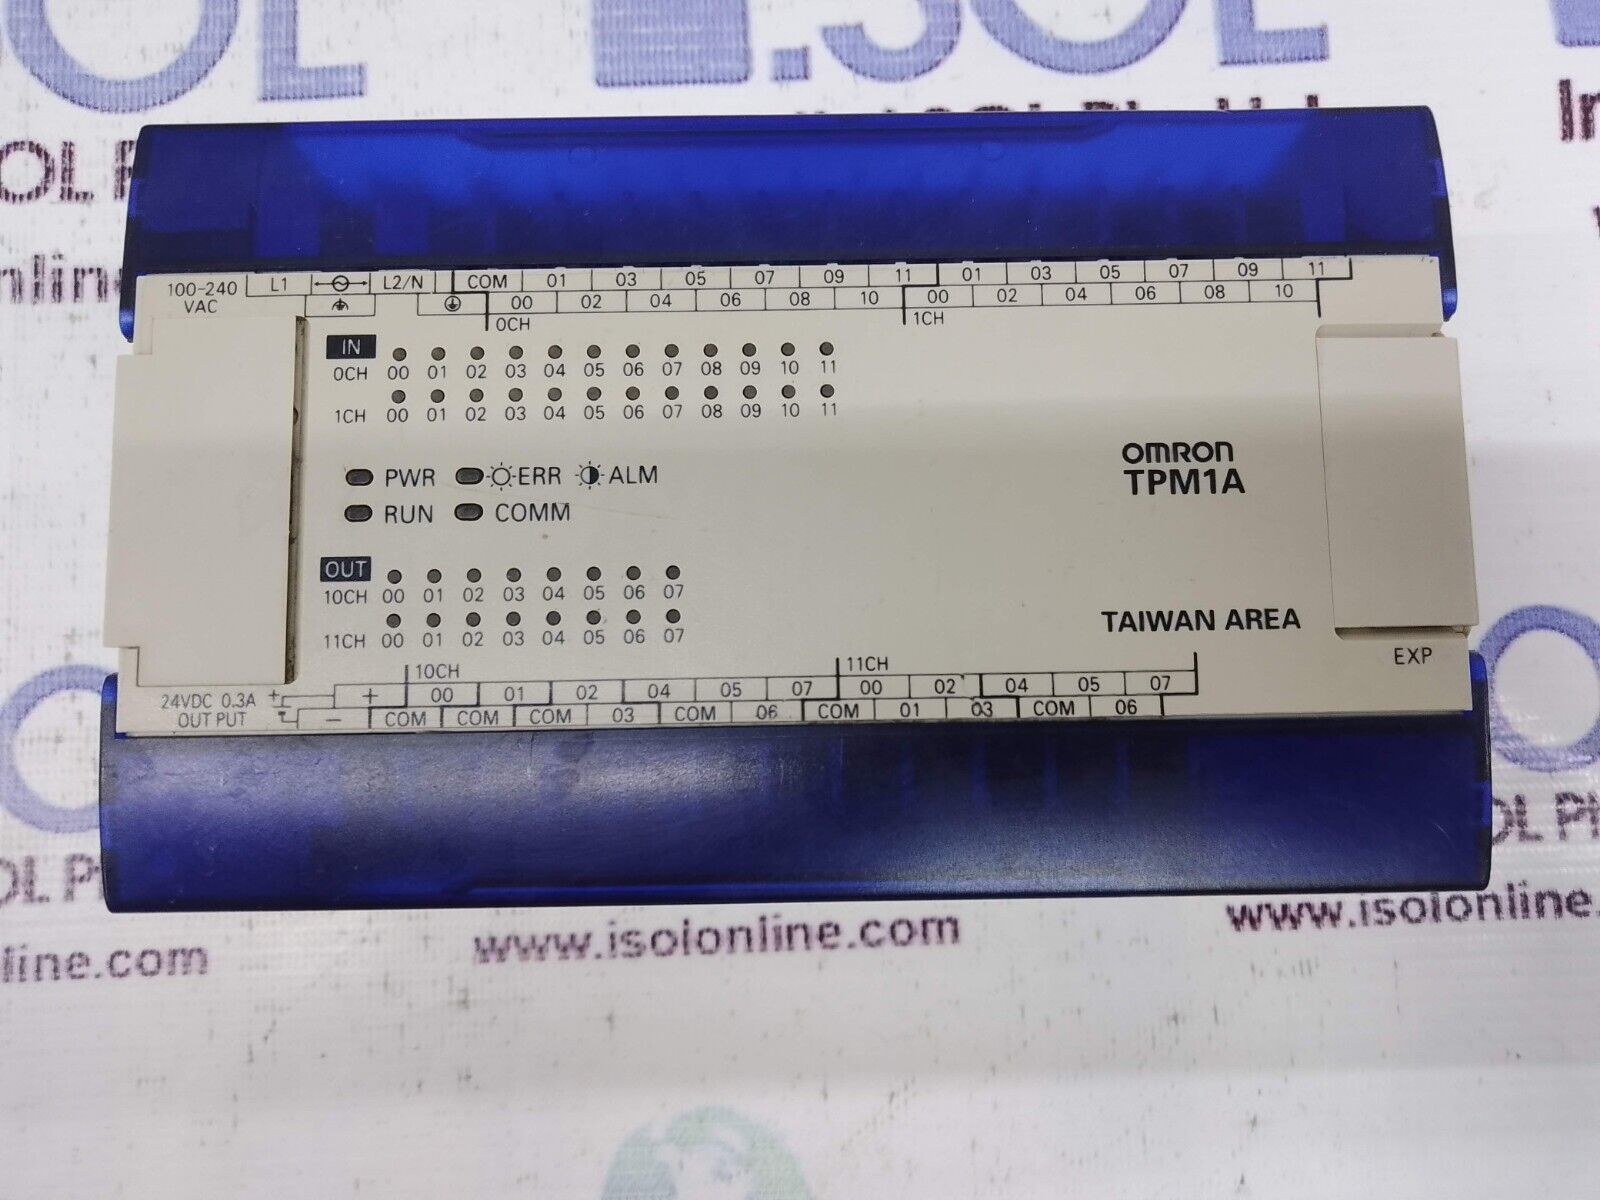 100-240 L1 L2/N COM 01 03 05 07 09 11 01 03 05 07 09 11
VAC 00 02 04 06 08 10 00 02 04 06 08 10
0CH 1CH
IN
0CH 00 01 02 03 04 05 06 07 08 09 10 11
1CH 00 01 02 03 04 05 06 07 08 09 10 11
PWR ERR ALM
RUN COMM
OMRON
TPM1A
OUT
10CH 00 01 02 03 04 05 06 07
11CH 00 01 02 03 04 05 06 07
TAIWAN AREA
EXP
10CH 11CH
24VDC 0.3A + + 00 01 02 04 05 07 00 02 04 05 07
OUTPUT - - COM COM COM 03 COM 06 COM 01 03 COM 06
www.isolonline.com
www.isolonline.
line.com